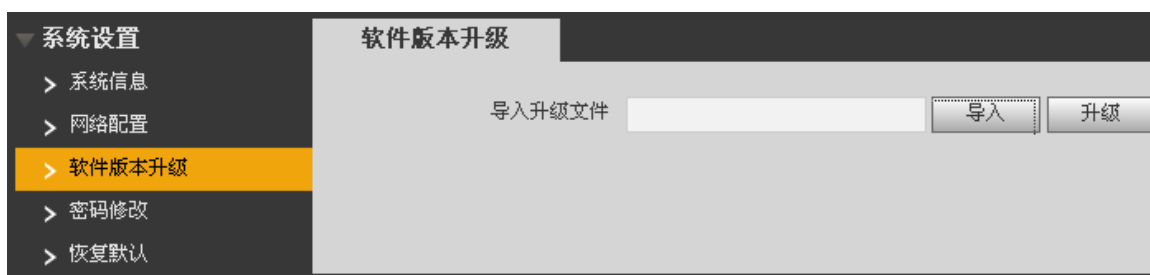 系统设置
系统信息
网络配置
软件版本升级
密码修改
恢复默认
软件版本升级
导入升级文件 导入 升级